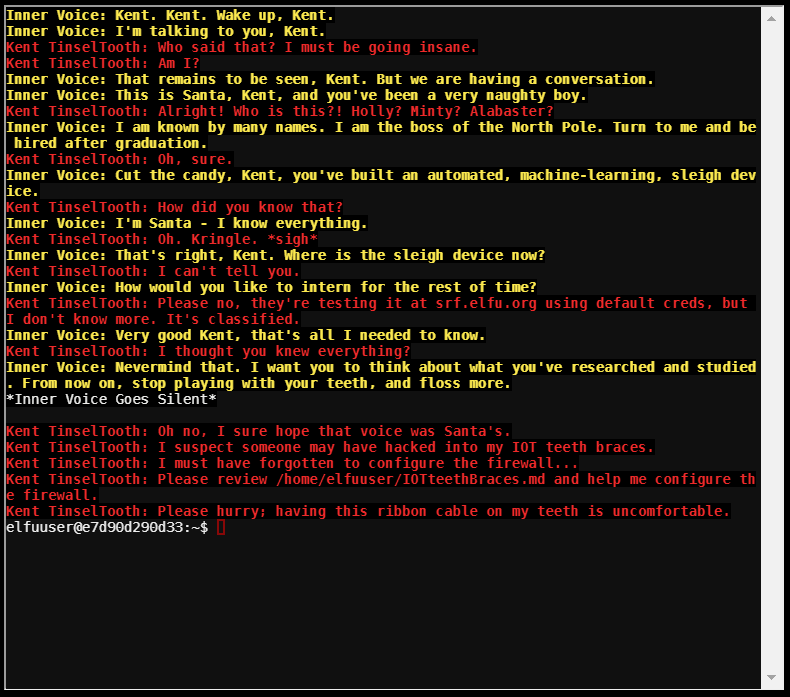 Inner Voice: Kent. Kent. Wake up, Kent.
Inner Voice: I'm talking to you, Kent.
Kent TinselTooth: Who said that? I must be going insane.
Kent TinselTooth: Am I?
Inner Voice: That remains to be seen, Kent. But we are having a conversation.
Inner Voice: This is Santa, Kent, and you've been a very naughty boy.
Kent TinselTooth: Alright! Who is this?! Holly? Minty? Alabaster?
Inner Voice: I am known by many names. I am the boss of the North Pole. Turn to me and be
 hired after graduation.
Kent TinselTooth: Oh, sure.
Inner Voice: Cut the candy, Kent, you've built an automated, machine-learning, sleigh dev
ice.
Kent TinselTooth: How did you know that?
Inner Voice: I'm Santa - I know everything.
Kent TinselTooth: Oh. Kringle. *sigh*
Inner Voice: That's right, Kent. Where is the sleigh device now?
Kent TinselTooth: I can't tell you.
Inner Voice: How would you like to intern for the rest of time?
Kent TinselTooth: Please no, they're testing it at srf.elfu.org using default creds, but 
I don't know more. It's classified.
Inner Voice: Very good Kent, that's all I needed to know.
Kent TinselTooth: I thought you knew everything?
Inner Voice: Nevermind that. I want you to think about what you've researched and studied
. From now on, stop playing with your teeth, and floss more.
*Inner Voice Goes Silent*
Kent TinselTooth: Oh no, I sure hope that voice was Santa's.
Kent TinselTooth: I suspect someone may have hacked into my IOT teeth braces.
Kent TinselTooth: I must have forgotten to configure the firewall...
Kent TinselTooth: Please review /home/elfuuser/IOTteethBraces.md and help me configure th
e firewall.
Kent TinselTooth: Please hurry; having this ribbon cable on my teeth is uncomfortable.
elfuuser@e7d90d290d33:~$